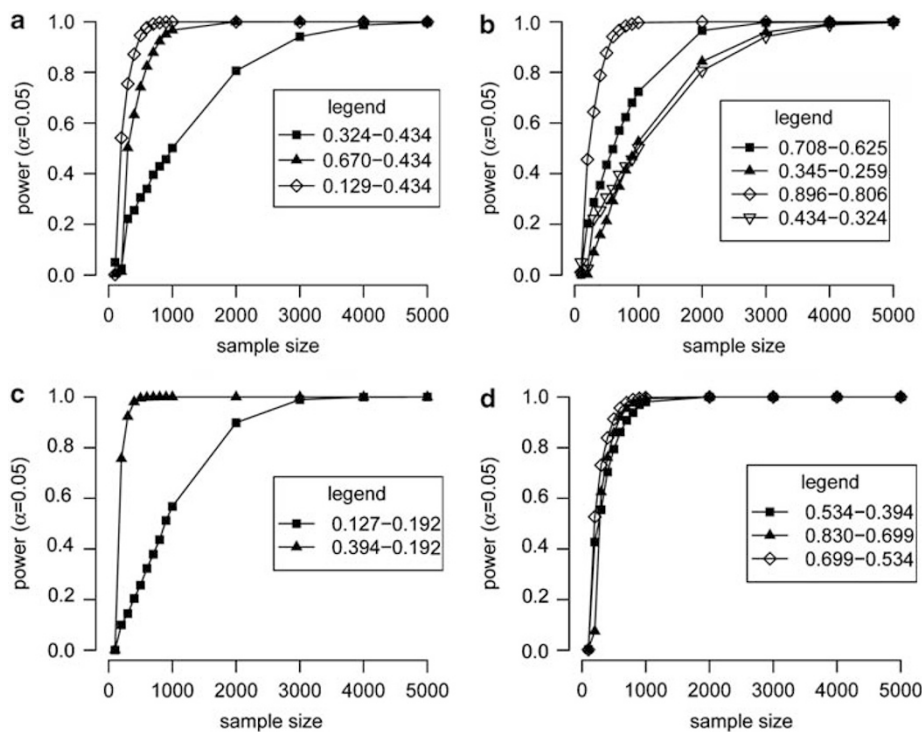 a
power (α=0.05)
1.0
0.8
0.6
0.4
0.2
0.0
legend
0.324−0.434
0.670−0.434
0.129−0.434
0 1000 2000 3000 4000 5000
sample size
b
power (α=0.05)
1.0
0.8
0.6
0.4
0.2
0.0
legend
0.708−0.625
0.345−0.259
0.896−0.806
0.434−0.324
0 1000 2000 3000 4000 5000
sample size
c
power (α=0.05)
1.0
0.8
0.6
0.4
0.2
0.0
legend
0.127−0.192
0.394−0.192
0 1000 2000 3000 4000 5000
sample size
d
power (α=0.05)
1.0
0.8
0.6
0.4
0.2
0.0
legend
0.534−0.394
0.830−0.699
0.699−0.534
0 1000 2000 3000 4000 5000
sample size